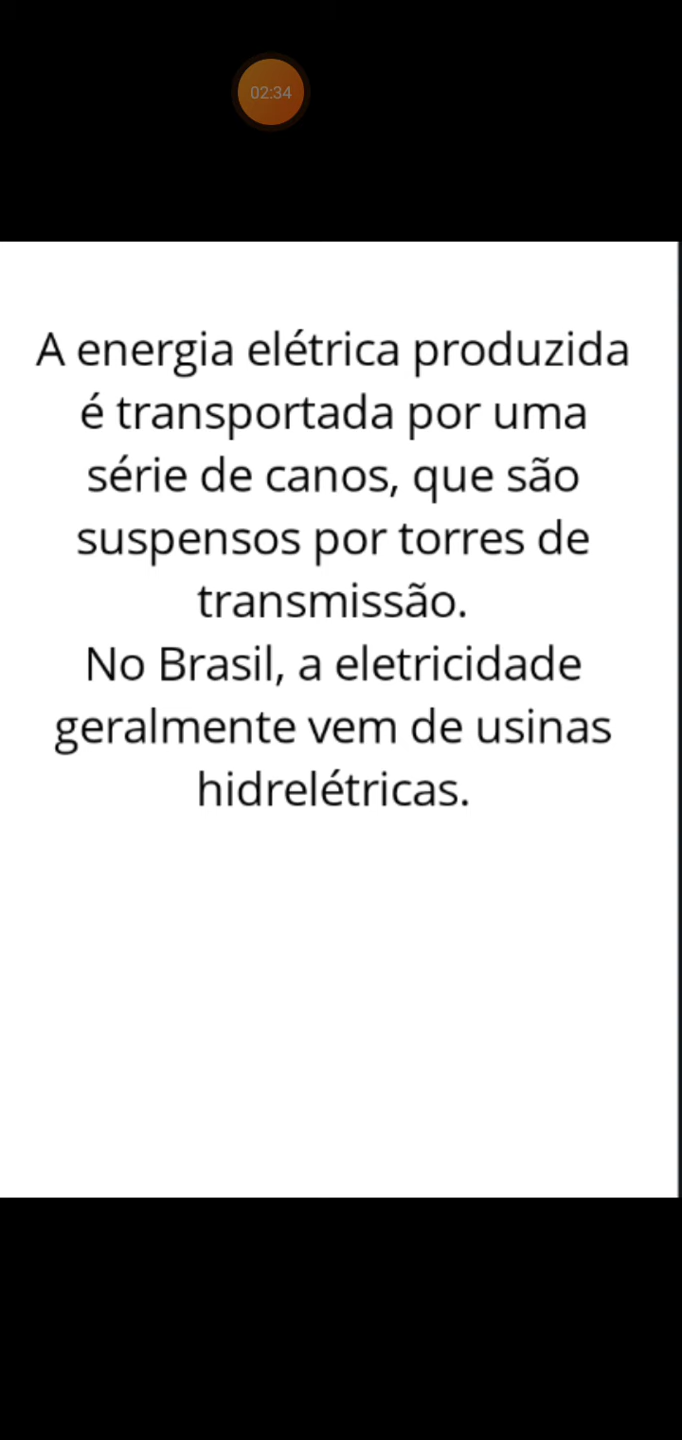 02:34
A energia elétrica produzida
é transportada por uma
série de canos, que são
suspensos por torres de
transmissão.
No Brasil, a eletricidade
geralmente vem de usinas
hidrelétricas.